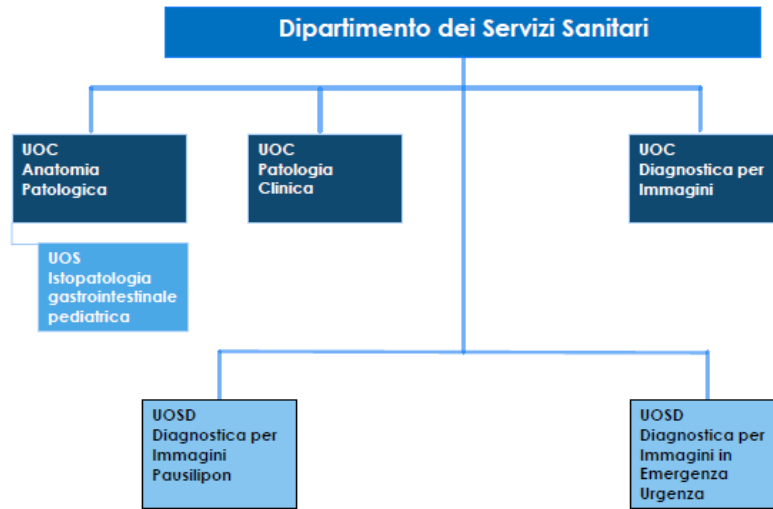 Dipartimento dei Servizi Sanitari
UOC
Anatomia
Patologica
UOC
Patologia
Clinica
UOC
Diagnostica per
Immagini
UOS
Istopatologia
gastrointestinale
pediatrica
UOSD
Diagnostica per
Immagini
Pausilipon
UOSD
Diagnostica per
Immagini in
Emergenza
Urgenza